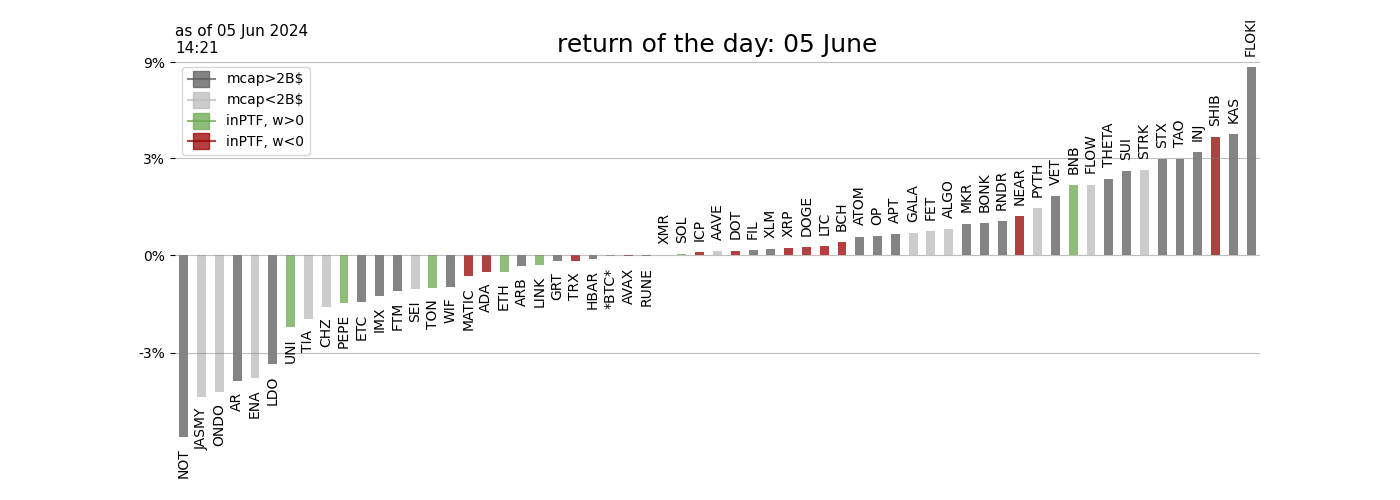 as of 05 Jun 2024
14:21
return of the day: 05 June
9%
3%
0%
-3%
mcap>2B$
mcap<2B$
inPTF, w>0
inPTF, w<0
NOT
JASMY
ONDO
AR
ENA
LDO
UNI
TIA
CHZ
PEPE
ETC
IMX
FTM
SEI
TON
WIF
MATIC
ADA
ETH
ARB
LINK
GRT
TRX
HBAR
*BTC*
AVAX
RUNE
XMR
SOL
ICP
AAVE
DOT
FIL
XLM
XRP
DOGE
LTC
BCH
ATOM
OP
APT
GALA
FET
ALGO
MKR
BONK
RNDR
NEAR
PYTH
VET
BNB
FLOW
THETA
SUI
STRK
STX
TAO
INJ
SHIB
KAS
FLOKI